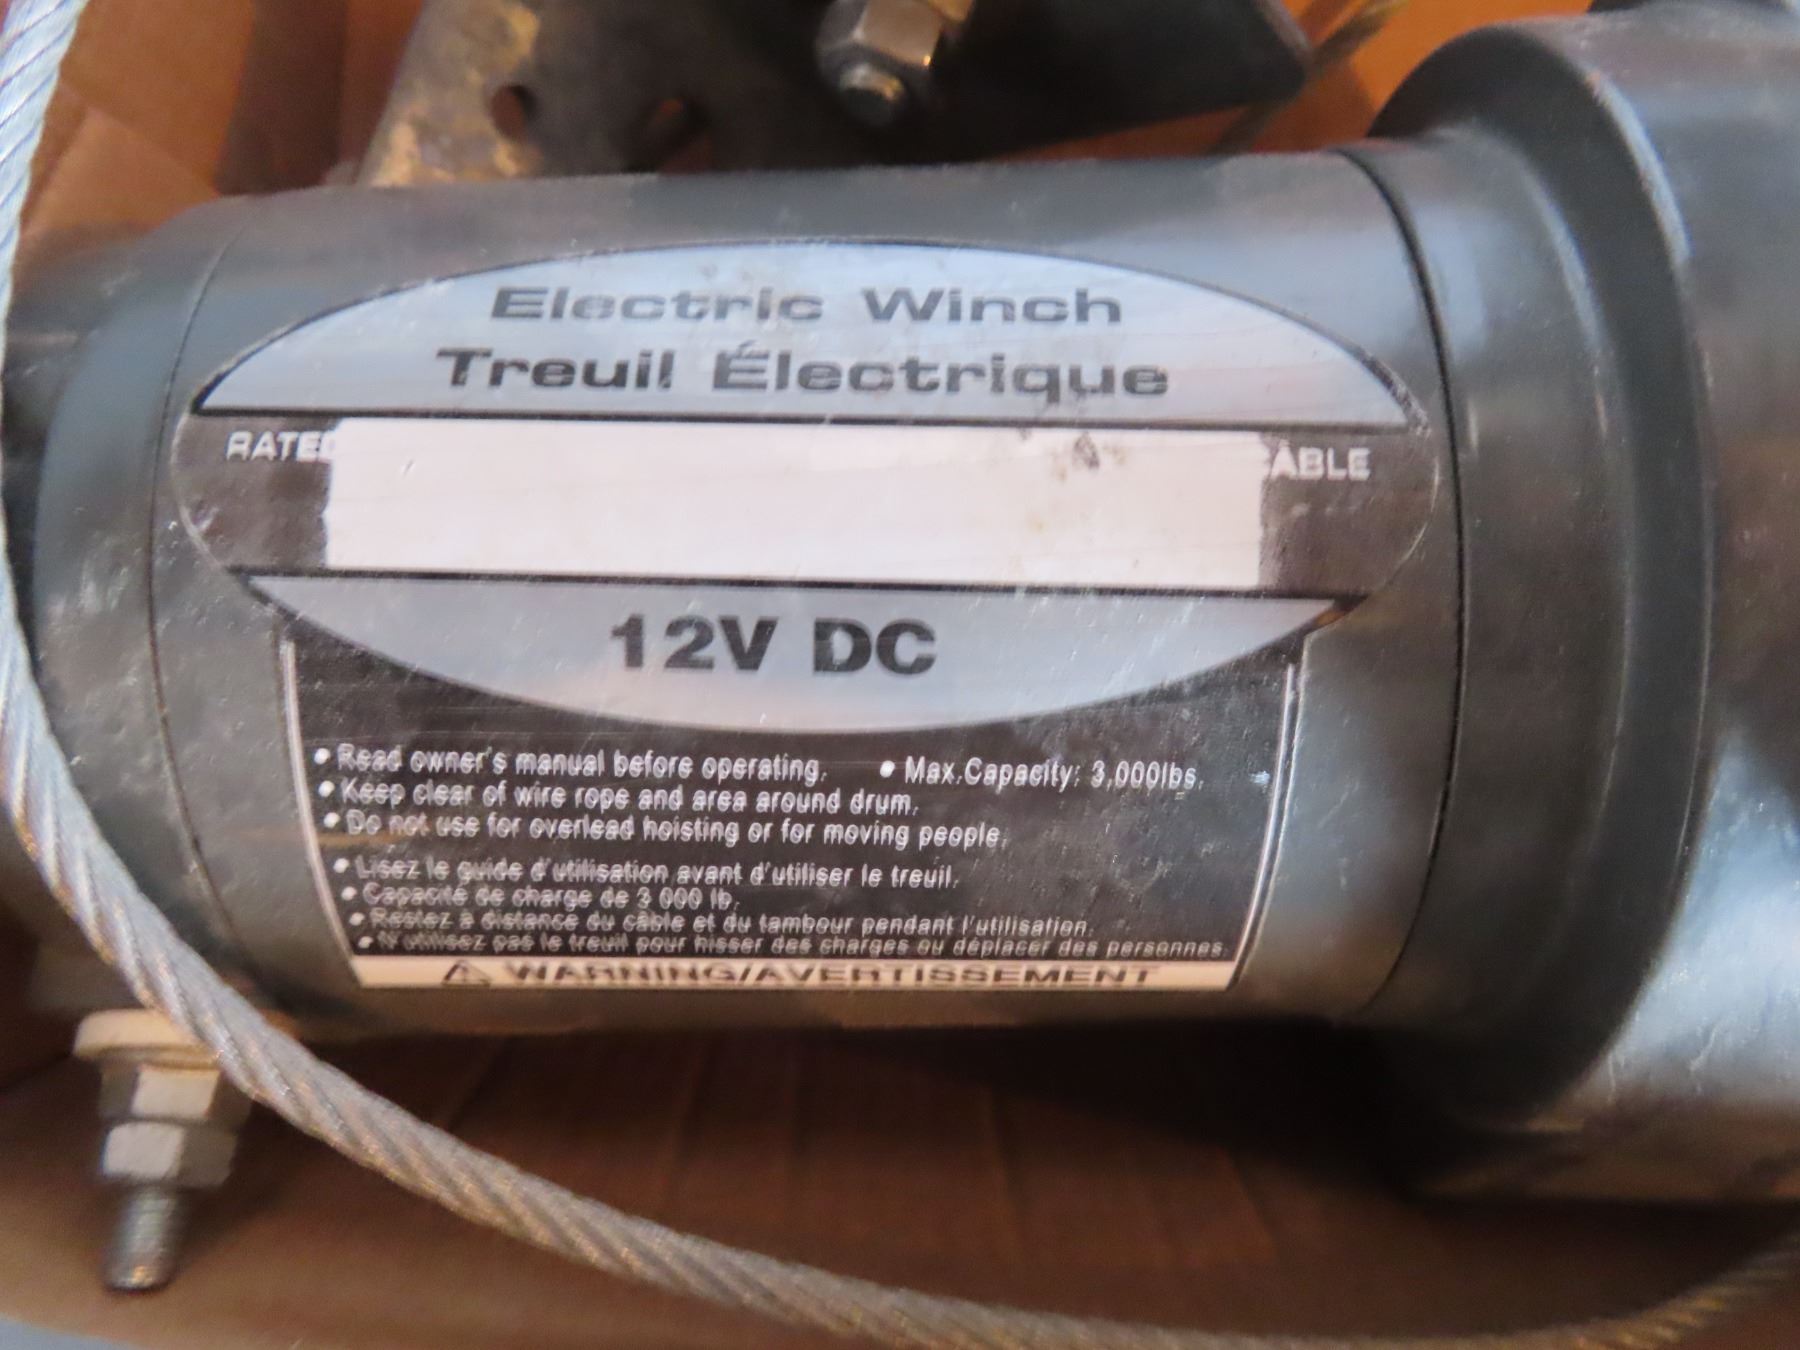 Electric Winch
Treuil Électrique
RATED CÂBLE
12V DC
• Read owner's manual before operating. • Max.Capacity: 3,000lbs.
• Keep clear of wire rope and area around drum.
• Do not use for overlead hoisting or for moving people.
• Lisez le guide d'utilisation avant d'utiliser le treuil.
• Capacité de charge de 3 000 lb.
• Restez à distance du câble et du tambour pendant l'utilisation.
• N'utilisez pas le treuil pour hisser des charges ou déplacer des personnes.
⚠ WARNING/AVERTISSEMENT